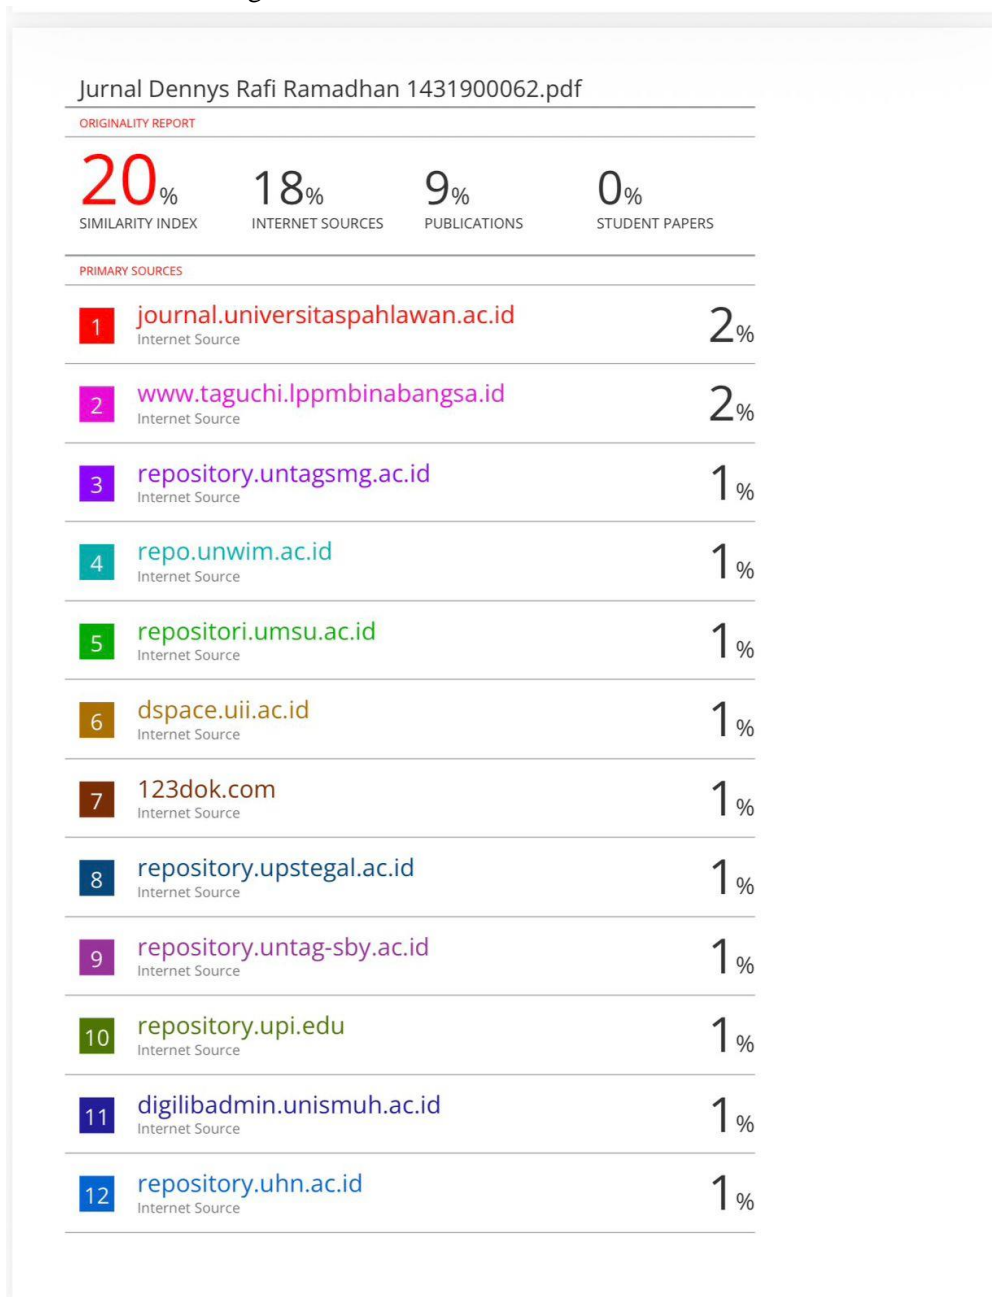 Jurnal Dennys Rafi Ramadhan 1431900062.pdf
ORIGINALITY REPORT
20% 18% 9% 0%
SIMILARITY INDEX INTERNET SOURCES PUBLICATIONS STUDENT PAPERS
PRIMARY SOURCES
1 journal.universitaspahlawan.ac.id 2%
Internet Source
2 www.taguchi.lppmbinabangsa.id 2%
Internet Source
3 repository.untagsmg.ac.id 1%
Internet Source
4 repo.unwim.ac.id 1%
Internet Source
5 repositori.umsu.ac.id 1%
Internet Source
6 dspace.uii.ac.id 1%
Internet Source
7 123dok.com 1%
Internet Source
8 repository.upstegal.ac.id 1%
Internet Source
9 repository.untag-sby.ac.id 1%
Internet Source
10 repository.upi.edu 1%
Internet Source
11 digilibadmin.unismuh.ac.id 1%
Internet Source
12 repository.uhn.ac.id 1%
Internet Source